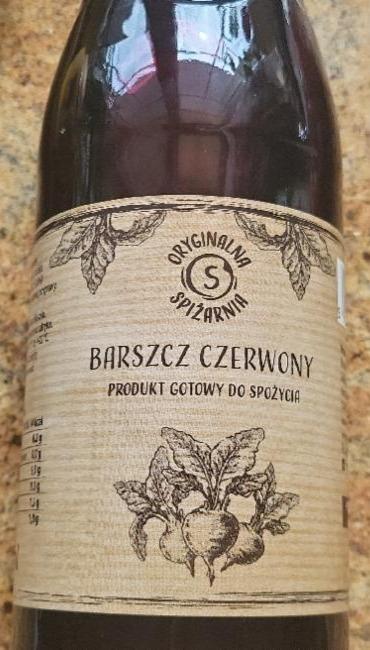 ORYGINALNA
S
SPIŻARNIA
BARSZCZ CZERWONY
PRODUKT GOTOWY DO SPOŻYCIA